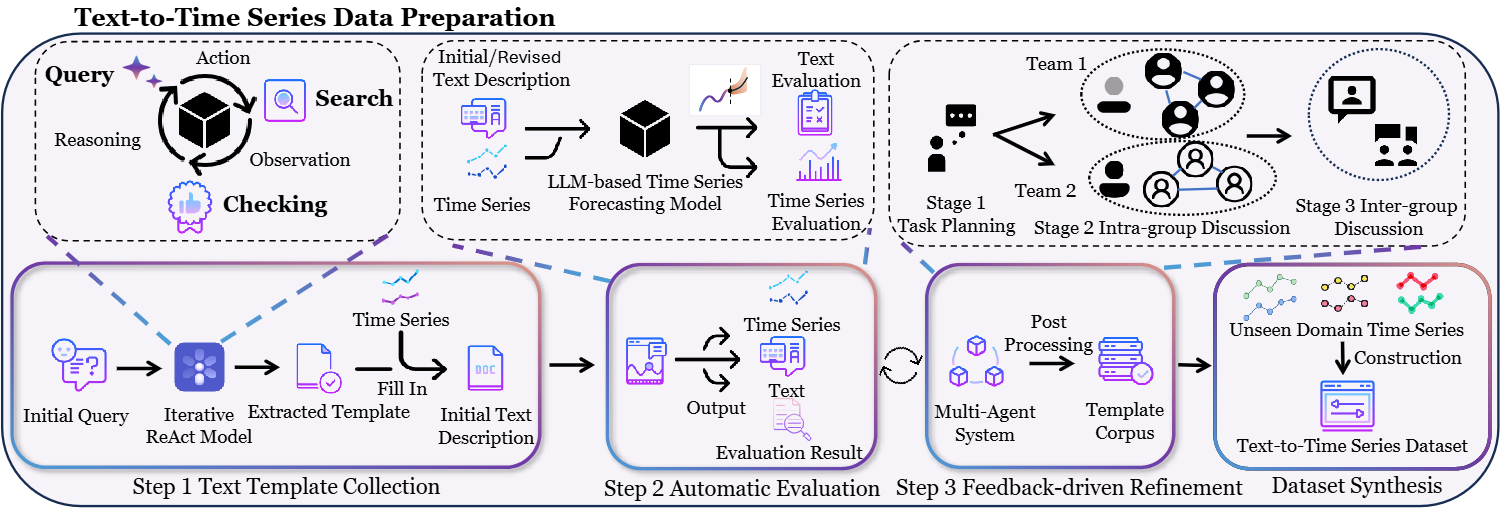 Text-to-Time Series Data Preparation
Query
Action
Search
Reasoning
Observation
Checking
Initial/Revised
Text Description
Time Series
LLM-based Time Series
Forecasting Model
Text
Evaluation
Time Series
Evaluation
Team 1
Team 2
Stage 1
Task Planning
Stage 2 Intra-group Discussion
Stage 3 Inter-group
Discussion
Initial Query
Iterative
ReAct Model
Extracted Template
Time Series
Fill In
DOC
Initial Text
Description
Step 1 Text Template Collection
Output
Time Series
Text
Evaluation Result
Step 2 Automatic Evaluation
Multi-Agent
System
Post
Processing
Template
Corpus
Step 3 Feedback-driven Refinement
Unseen Domain Time Series
Construction
Text-to-Time Series Dataset
Dataset Synthesis